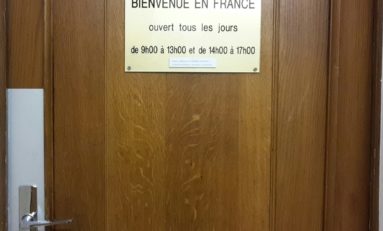 BIENVENUE EN FRANCE
ouvert tous les jours
de 9h00 à 13h00 et de 14h00 à 17h00